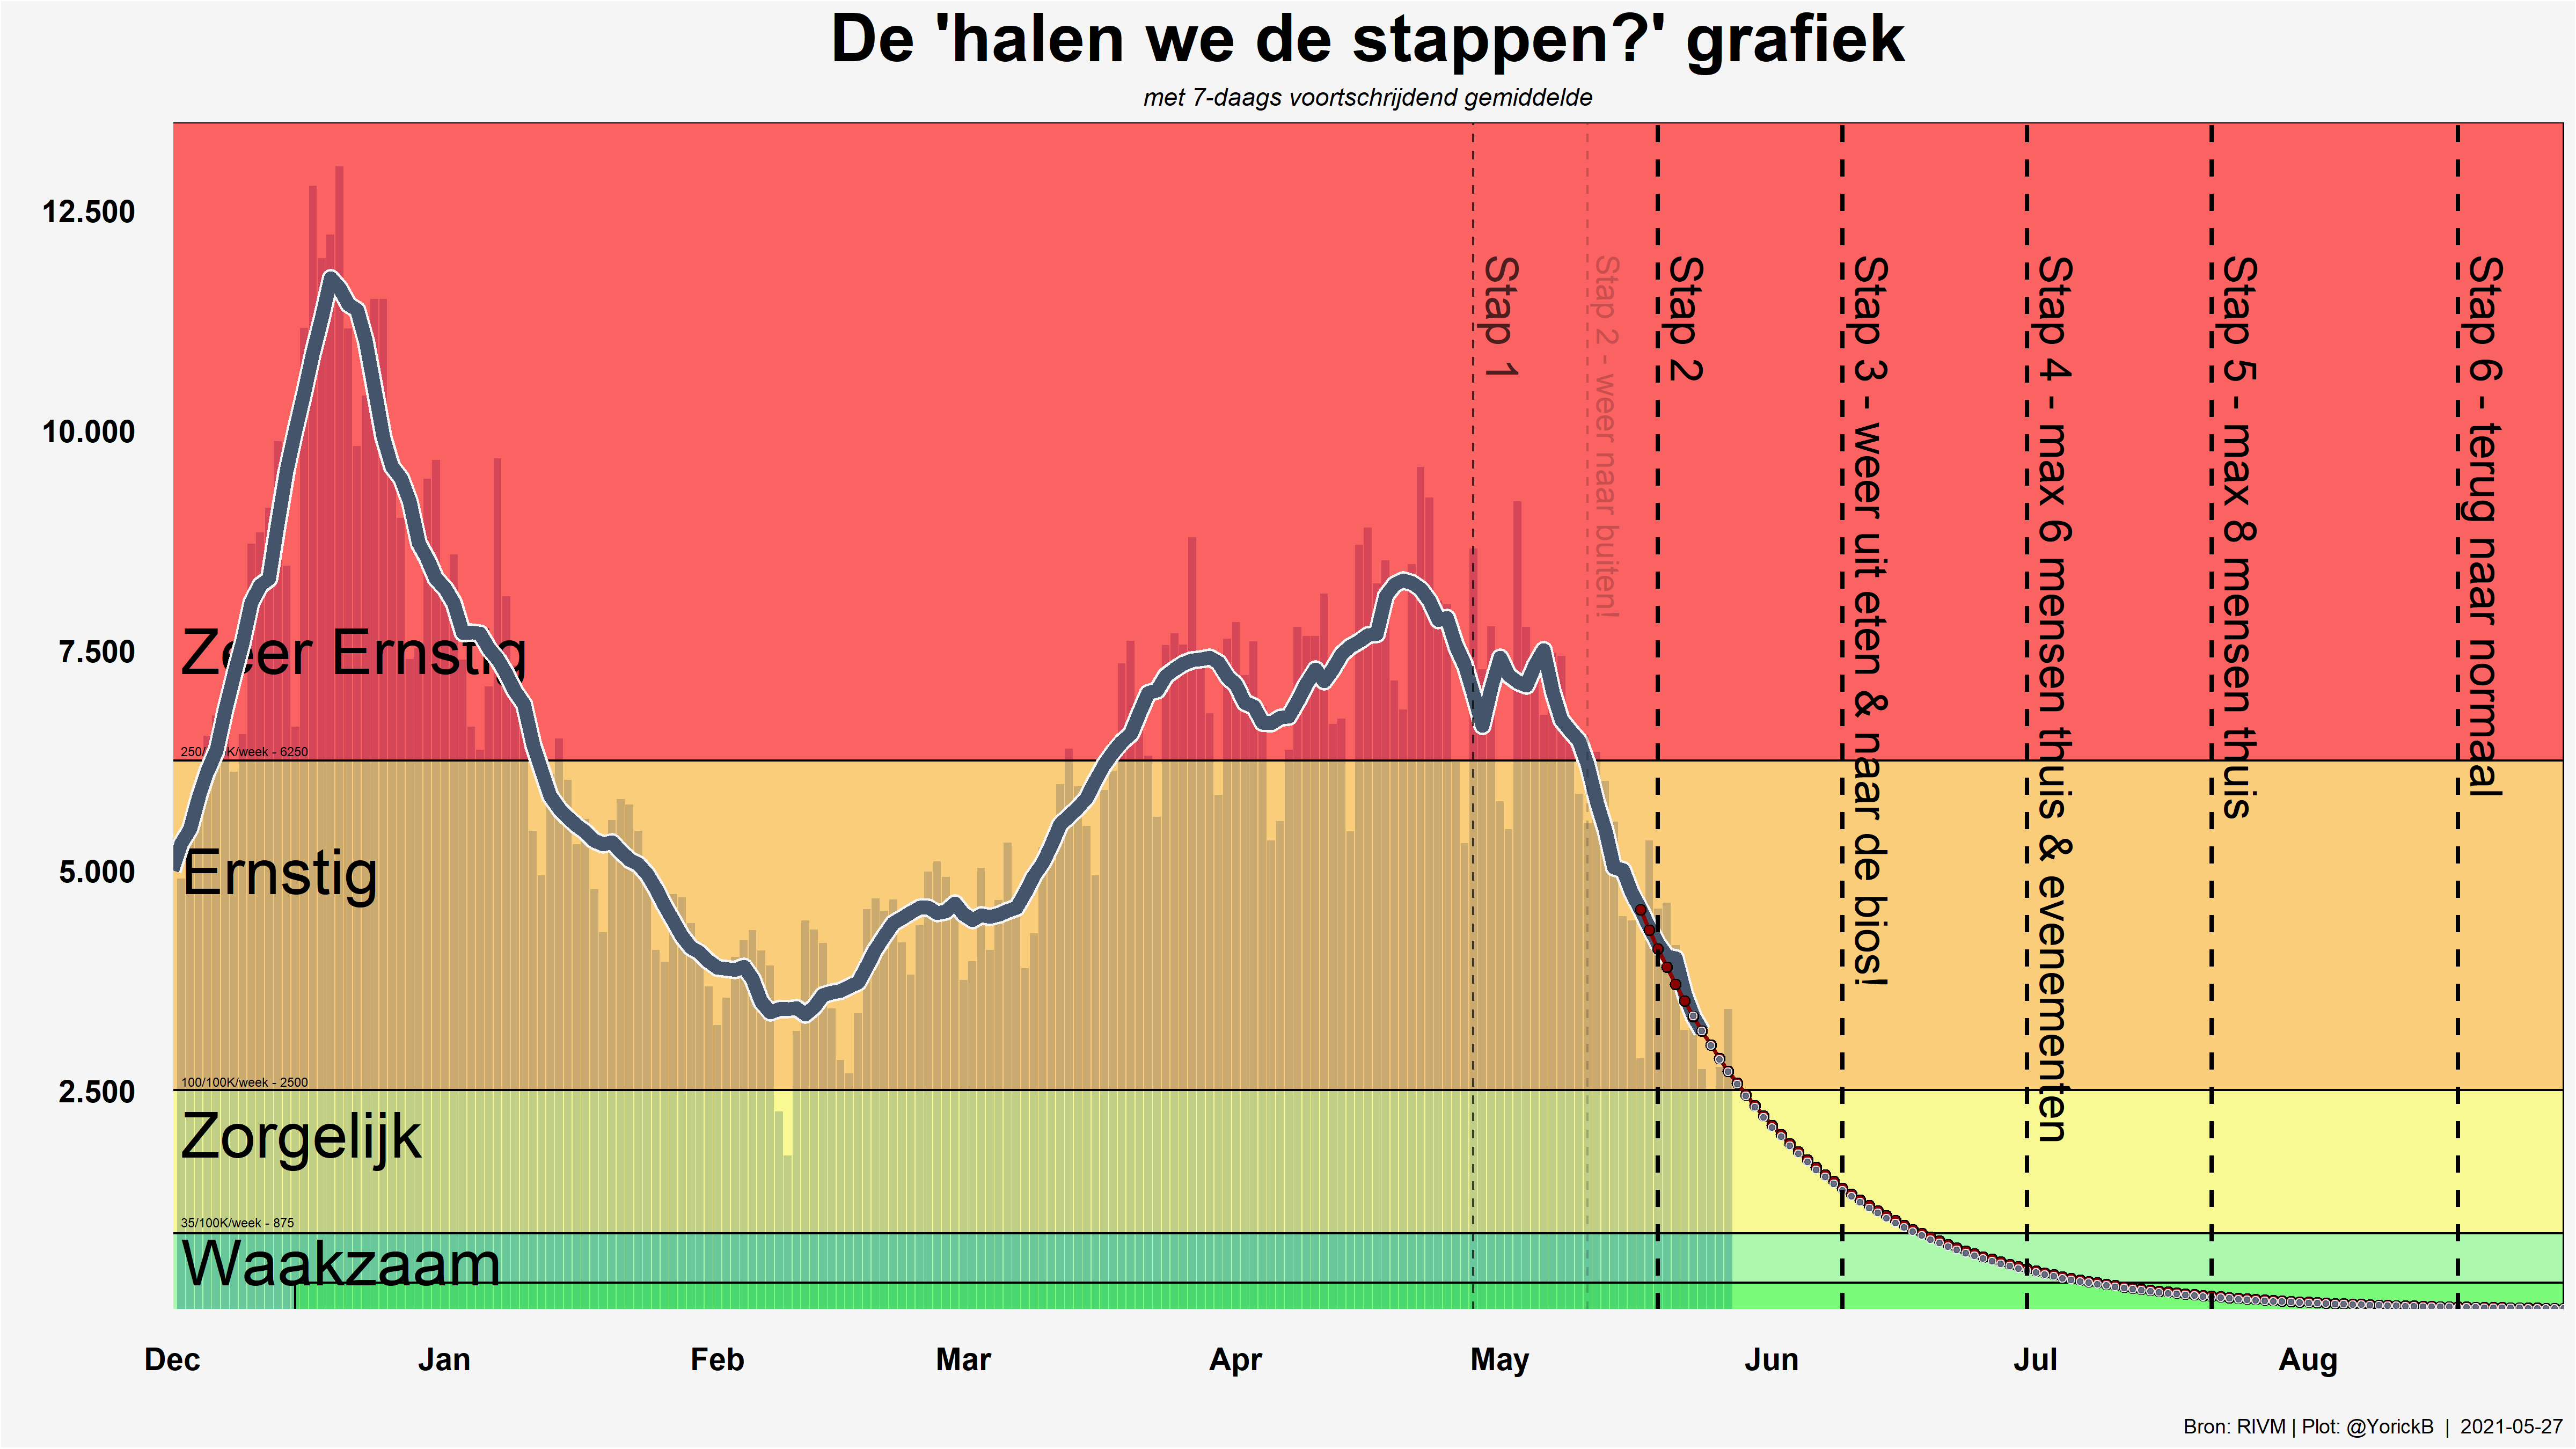 De 'halen we de stappen?' grafiek
met 7-daags voortschrijdend gemiddelde
12.500
10.000
7.500
5.000
2.500
Stap 1
Stap 2 - weer naar buiten!
Stap 2
Stap 3 - weer uit eten & naar de bios!
Stap 4 - max 6 mensen thuis & evenementen
Stap 5 - max 8 mensen thuis
Stap 6 - terug naar normaal
Zeer Ernstig
250/100K/week - 6250
Ernstig
100/100K/week - 2500
Zorgelijk
35/100K/week - 875
Waakzaam
Dec Jan Feb Mar Apr May Jun Jul Aug
Bron: RIVM | Plot: @YorickB | 2021-05-27